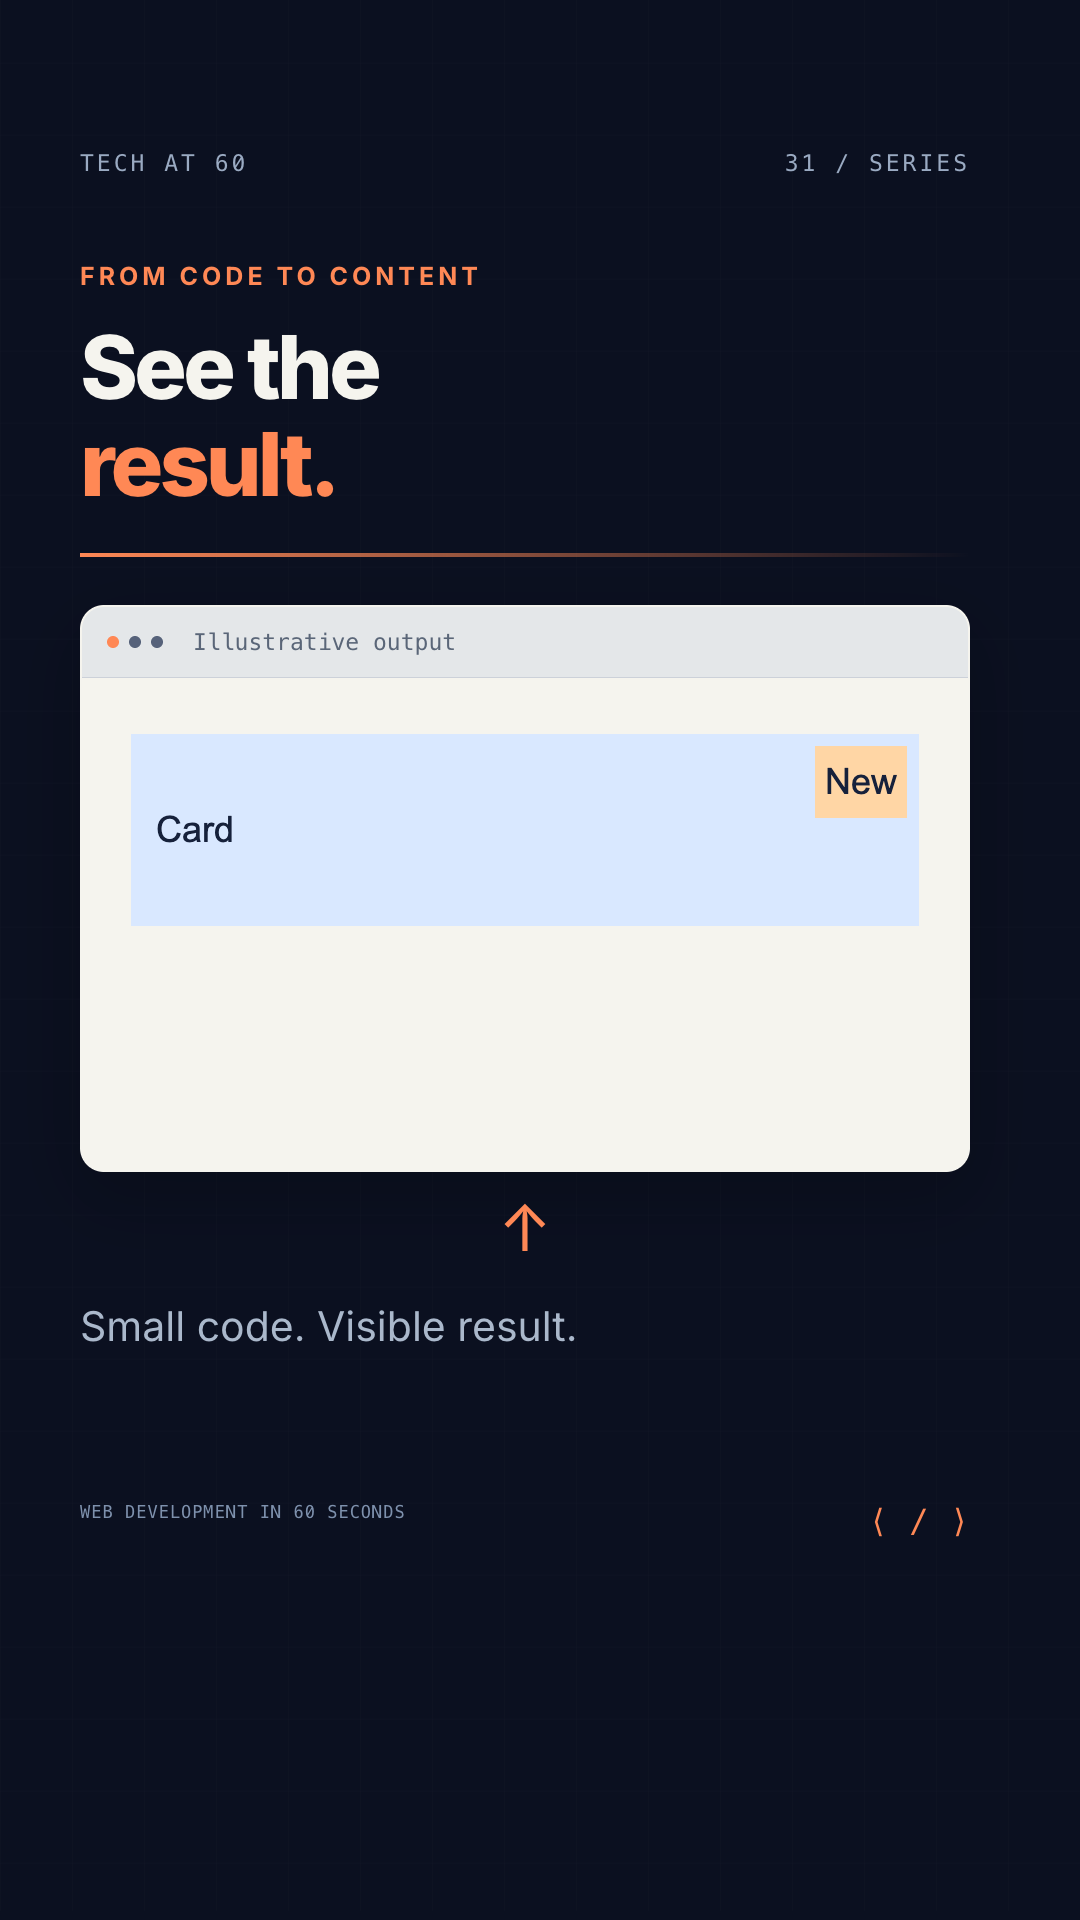 TECH AT 60
31 / SERIES
FROM CODE TO CONTENT
See the
result.
Illustrative output
New
Card
Small code. Visible result.
WEB DEVELOPMENT IN 60 SECONDS
⟨ / ⟩